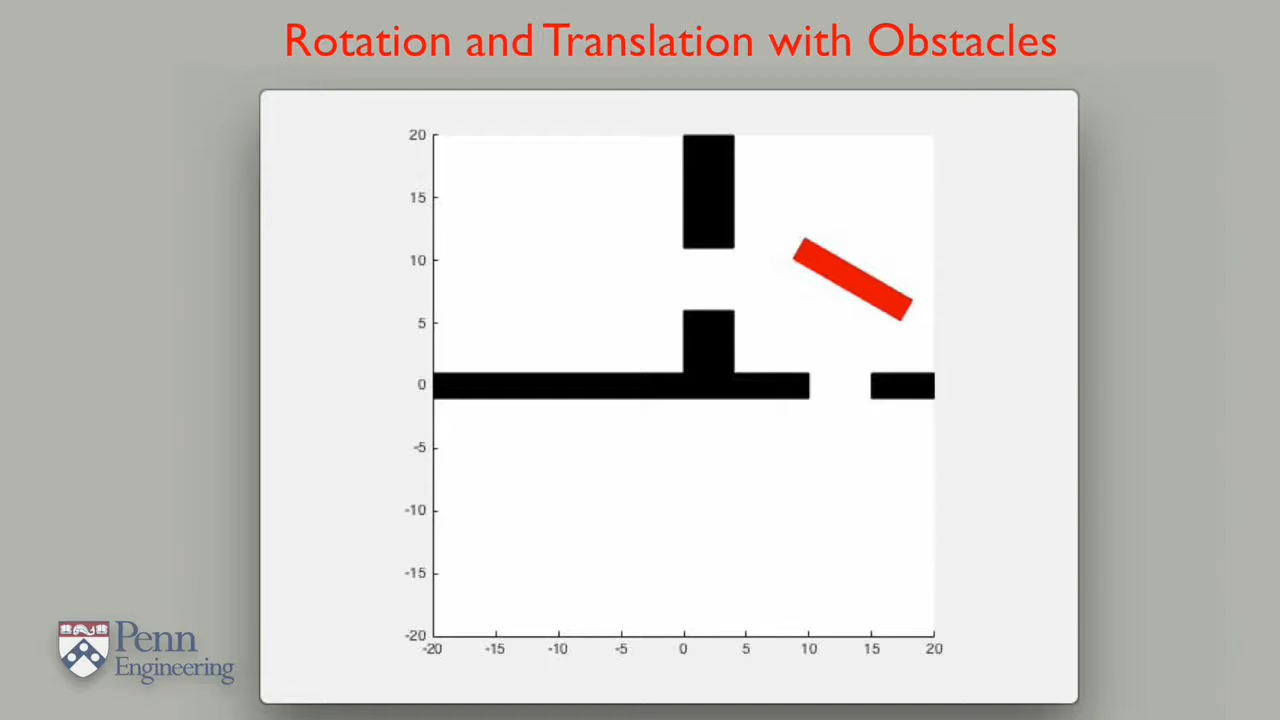 Rotation and Translation with Obstacles
20
15
10
5
0
-5
-10
-15
-20
-20 -15 -10 -5 0 5 10 15 20
Penn
Engineering